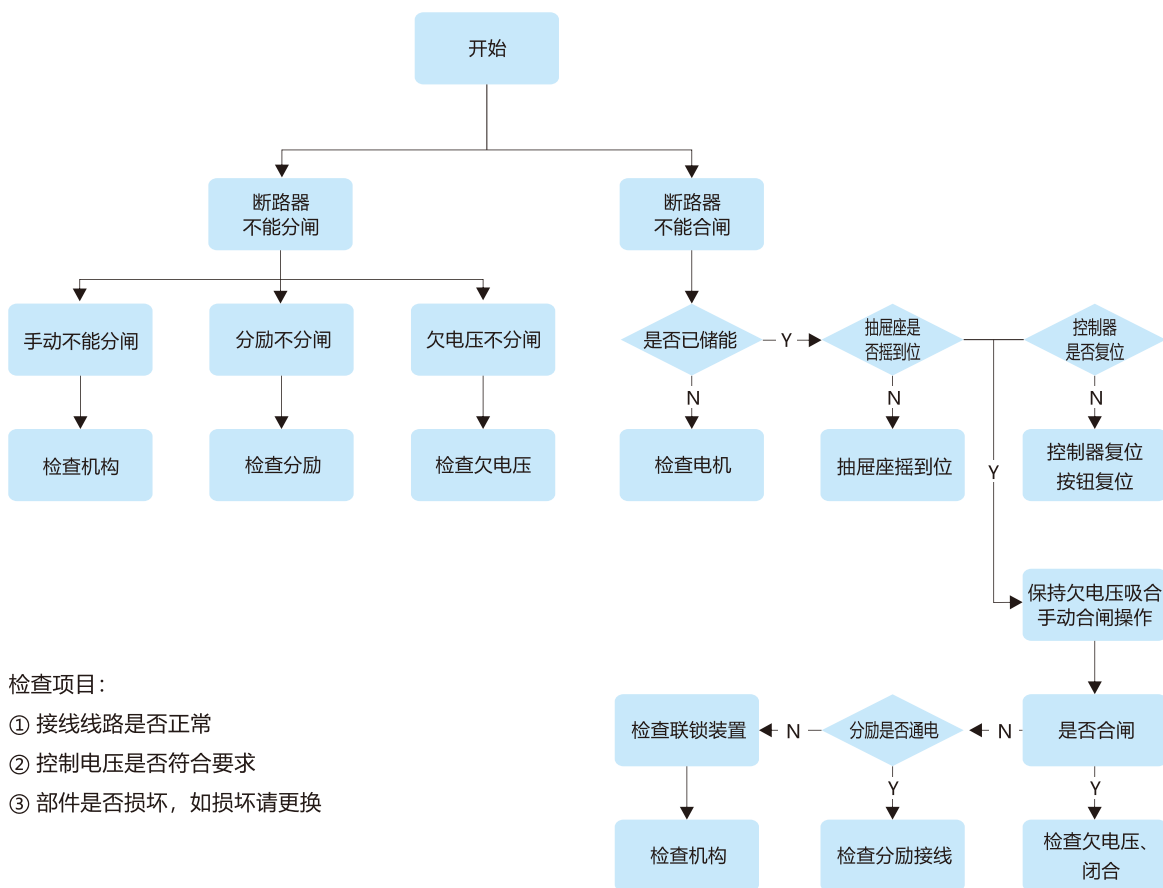 开始
断路器
不能分闸
断路器
不能合闸
手动不能分闸
分励不分闸
欠电压不分闸
是否已储能
Y
抽屉座是
否摇到位
控制器
是否复位
N
N
N
检查机构
检查分励
检查欠电压
检查电机
抽屉座摇到位
Y
控制器复位
按钮复位
保持欠电压吸合
手动合闸操作
检查项目：
① 接线线路是否正常
② 控制电压是否符合要求
③ 部件是否损坏，如损坏请更换
检查联锁装置
N
分励是否通电
N
是否合闸
Y
Y
检查机构
检查分励接线
检查欠电压、
闭合